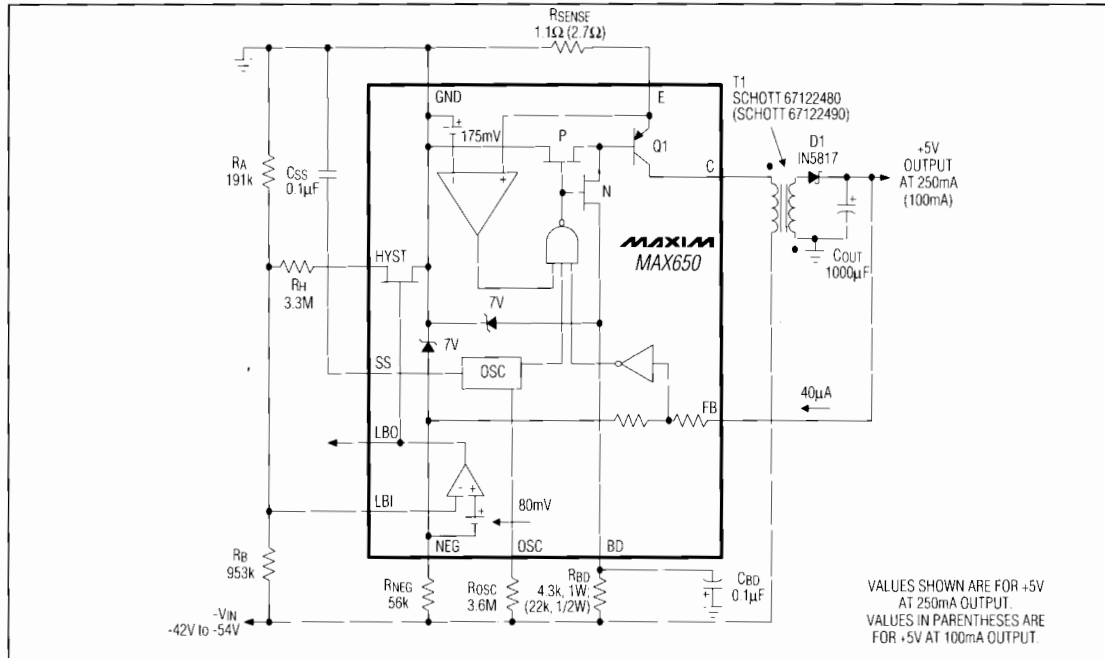 RSENSE
1.1Ω (2.7Ω)
GND
E
175mV
P
Q1
N
C
T1
SCHOTT 67122480
(SCHOTT 67122490)
D1
IN5817
+5V
OUTPUT
AT 250mA
(100mA)
COUT
1000µF
RA
191k
CSS
0.1µF
MAXIM
MAX650
HYST
RH
3.3M
7V
7V
SS
OSC
FB
40µA
LBO
LBI
80mV
NEG
OSC
BD
RB
953k
RNEG
56k
ROSC
3.6M
RBD
4.3k, 1W,
(22k, 1/2W)
CBD
0.1µF
-VIN
-42V to -54V
VALUES SHOWN ARE FOR +5V
AT 250mA OUTPUT.
VALUES IN PARENTHESES ARE
FOR +5V AT 100mA OUTPUT.